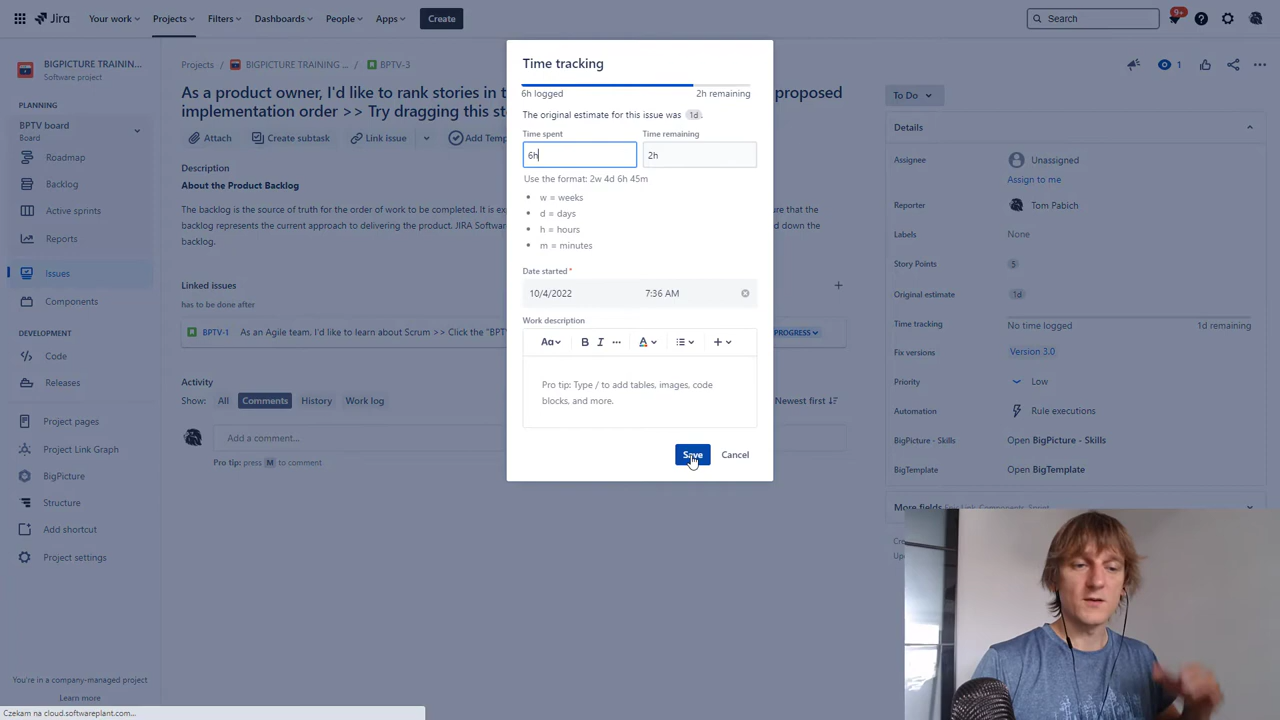 Jira
Your work
Projects
Filters
Dashboards
People
Apps
Create
Search
9+
BIGPICTURE TRAININ...
Software project
PLANNING
BPTV board
Board
Roadmap
Backlog
Active sprints
Reports
Issues
Components
DEVELOPMENT
Code
Releases
Project pages
Project Link Graph
BigPicture
Structure
Add shortcut
Project settings
You're in a company-managed project
Learn more
Czekam na cloud.softwareplant.com...
Projects / BIGPICTURE TRAINING ... / BPTV-3
As a product owner, I'd like to rank stories in t
proposed
implementation order >> Try dragging this st
Attach
Create subtask
Link issue
Add Temp
Description
About the Product Backlog
The backlog is the source of truth for the order of work to be completed. It is exp
ure that the
backlog represents the current approach to delivering the product. JIRA Software
d down the
backlog.
Linked issues
has to be done after
BPTV-1 As an Agile team, I'd like to learn about Scrum >> Click the "BPT
PROGRESS
Activity
Show: All Comments History Work log
Newest first
Add a comment...
Pro tip: press M to comment
Time tracking
6h logged 2h remaining
The original estimate for this issue was 1d.
Time spent Time remaining
6h 2h
Use the format: 2w 4d 6h 45m
• w = weeks
• d = days
• h = hours
• m = minutes
Date started*
10/4/2022 7:36 AM
Work description
Aa B I ... A
Pro tip: Type / to add tables, images, code
blocks, and more.
Save Cancel
1
To Do
Details
Assignee Unassigned
Assign to me
Reporter Tom Pabich
Labels None
Story Points 5
Original estimate 1d
Time tracking No time logged 1d remaining
Fix versions Version 3.0
Priority Low
Automation Rule executions
BigPicture - Skills Open BigPicture - Skills
BigTemplate Open BigTemplate
More fields